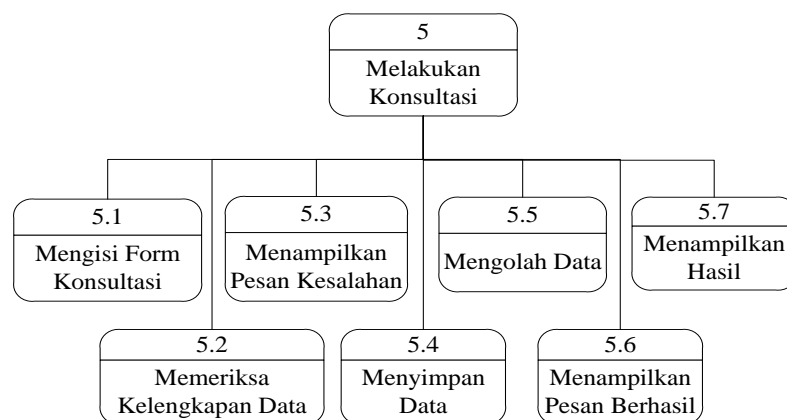 5
Melakukan
Konsultasi
5.1
Mengisi Form
Konsultasi
5.3
Menampilkan
Pesan Kesalahan
5.5
Mengolah Data
5.7
Menampilkan
Hasil
5.2
Memeriksa
Kelengkapan Data
5.4
Menyimpan
Data
5.6
Menampilkan
Pesan Berhasil